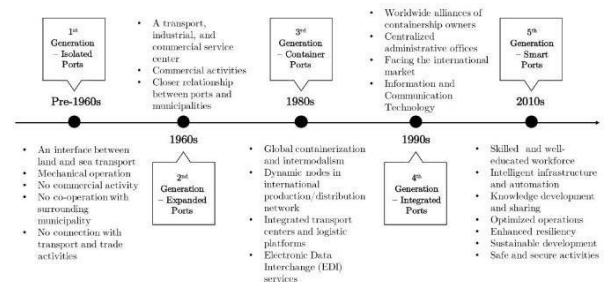 1st
Generation
– Isolated
Ports
Pre-1960s
• An interface between
land and sea transport
• Mechanical operation
• No commercial activity
• No co-operation with
surrounding
municipality
• No connection with
transport and trade
activities
• A transport,
industrial, and
commercial service
center
• Commercial activities
• Closer relationship
between ports and
municipalities
1960s
2nd
Generation
– Expanded
Ports
3rd
Generation
– Container
Ports
1980s
• Global containerization
and intermodalism
• Dynamic nodes in
international
production/distribution
network
• Integrated transport
centers and logistic
platforms
• Electronic Data
Interchange (EDI)
services
• Worldwide alliances of
containership owners
• Centralized
administrative offices
• Facing the international
market
• Information and
Communication
Technology
1990s
4th
Generation
– Integrated
Ports
5th
Generation
– Smart
Ports
2010s
• Skilled and well-
educated workforce
• Intelligent infrastructure
and automation
• Knowledge development
and sharing
• Optimized operations
• Enhanced resiliency
• Sustainable development
• Safe and secure activities